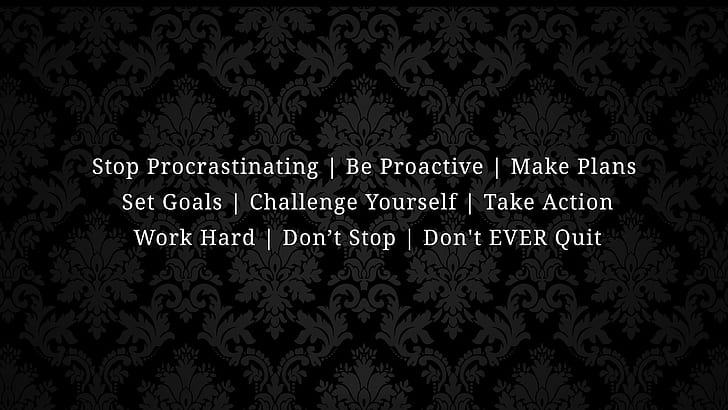 Stop Procrastinating | Be Proactive | Make Plans
Set Goals | Challenge Yourself | Take Action
Work Hard | Don’t Stop | Don't EVER Quit